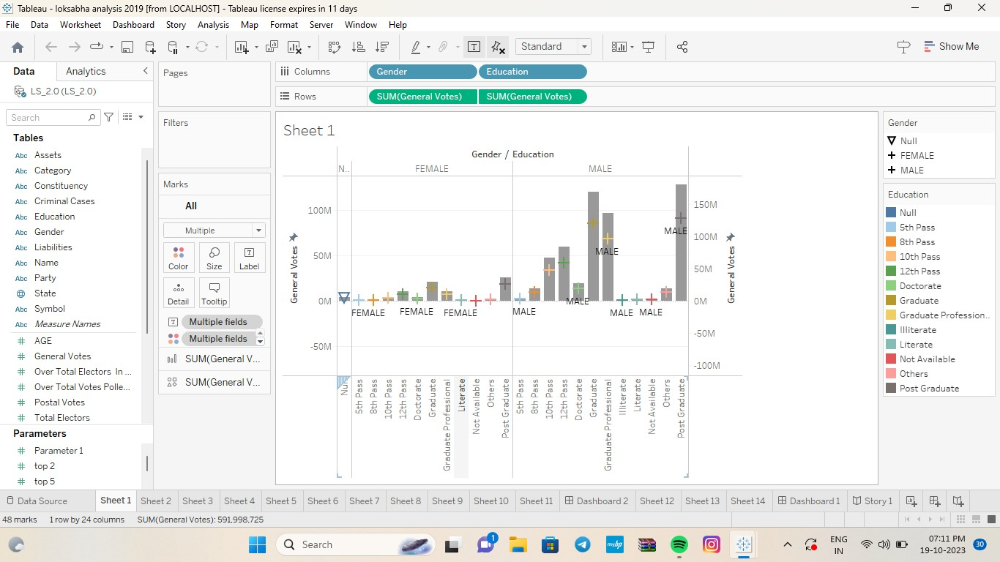 Tableau - loksabha analysis 2019 [from LOCALHOST] - Tableau license expires in 11 days
File Data Worksheet Dashboard Story Analysis Map Format Server Window Help
Standard
Show Me
Data Analytics
LS_2.0 (LS_2.0)
Search
Tables
Abc Assets
Abc Category
Abc Constituency
Abc Criminal Cases
Abc Education
Abc Gender
Abc Liabilities
Abc Name
Abc Party
State
Abc Symbol
Abc Measure Names
# AGE
# General Votes
# Over Total Electors In ...
# Over Total Votes Polle...
# Postal Votes
# Total Electors
Parameters
# Parameter 1
# top 2
# top 5
Pages
Filters
Marks
All
Multiple
Color Size Label
Detail Tooltip
Multiple fields
Multiple fields
SUM(General V...
SUM(General V...
Columns Gender Education
Rows SUM(General Votes) SUM(General Votes)
Sheet 1
Gender / Education
N.. FEMALE MALE
General Votes
100M
50M
0M
-50M
150M
100M
50M
0M
-50M
-100M
General Votes
FEMALE FEMALE FEMALE MALE MALE MALE MALE MALE MALE
Nul
5th Pass
8th Pass
10th Pass
12th Pass
Doctorate
Graduate
Graduate Professional
Literate
Not Available
Others
Post Graduate
5th Pass
8th Pass
10th Pass
12th Pass
Doctorate
Graduate
Graduate Professional
Illiterate
Literate
Not Available
Others
Post Graduate
Gender
Null
FEMALE
MALE
Education
Null
5th Pass
8th Pass
10th Pass
12th Pass
Doctorate
Graduate
Graduate Profession..
Illiterate
Literate
Not Available
Others
Post Graduate
Data Source Sheet 1 Sheet 2 Sheet 3 Sheet 4 Sheet 5 Sheet 6 Sheet 7 Sheet 8 Sheet 9 Sheet 10 Sheet 11 Dashboard 2 Sheet 12 Sheet 13 Sheet 14 Dashboard 1 Story 1
48 marks 1 row by 24 columns SUM(General Votes): 591,998,725
Search
1
myhp
ENG
IN
07:11 PM
19-10-2023
30